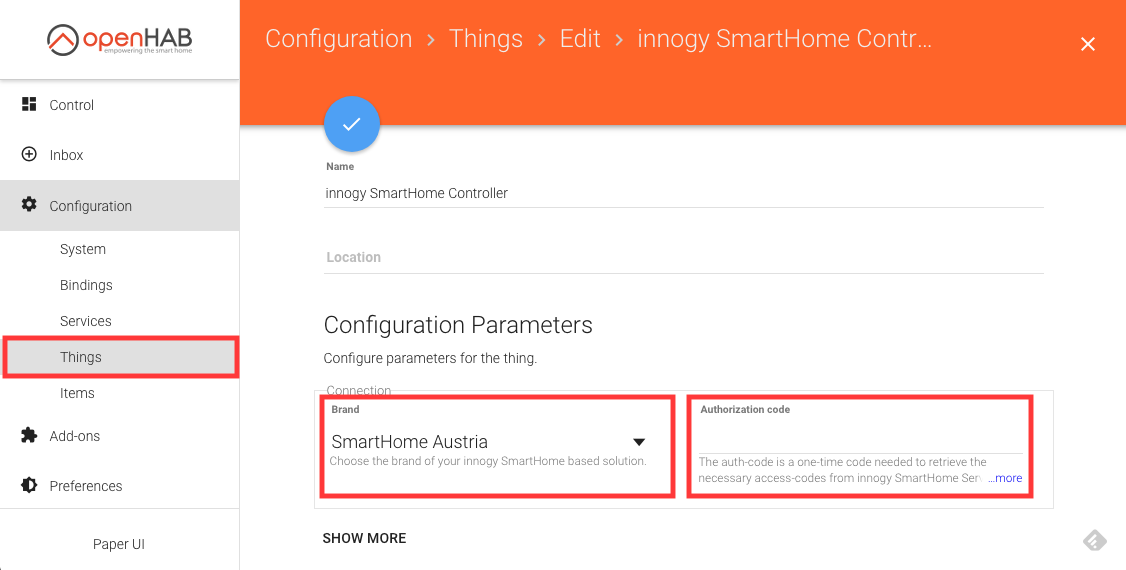 openHAB
empowering the smart home
Configuration > Things > Edit > innogy SmartHome Contr...
Control
Inbox
Configuration
System
Bindings
Services
Things
Items
Add-ons
Preferences
Paper UI
Name
innogy SmartHome Controller
Location
Configuration Parameters
Configure parameters for the thing.
Connection
Brand
SmartHome Austria
Choose the brand of your innogy SmartHome based solution.
Authorization code
The auth-code is a one-time code needed to retrieve the
necessary access-codes from innogy SmartHome Ser ...more
SHOW MORE